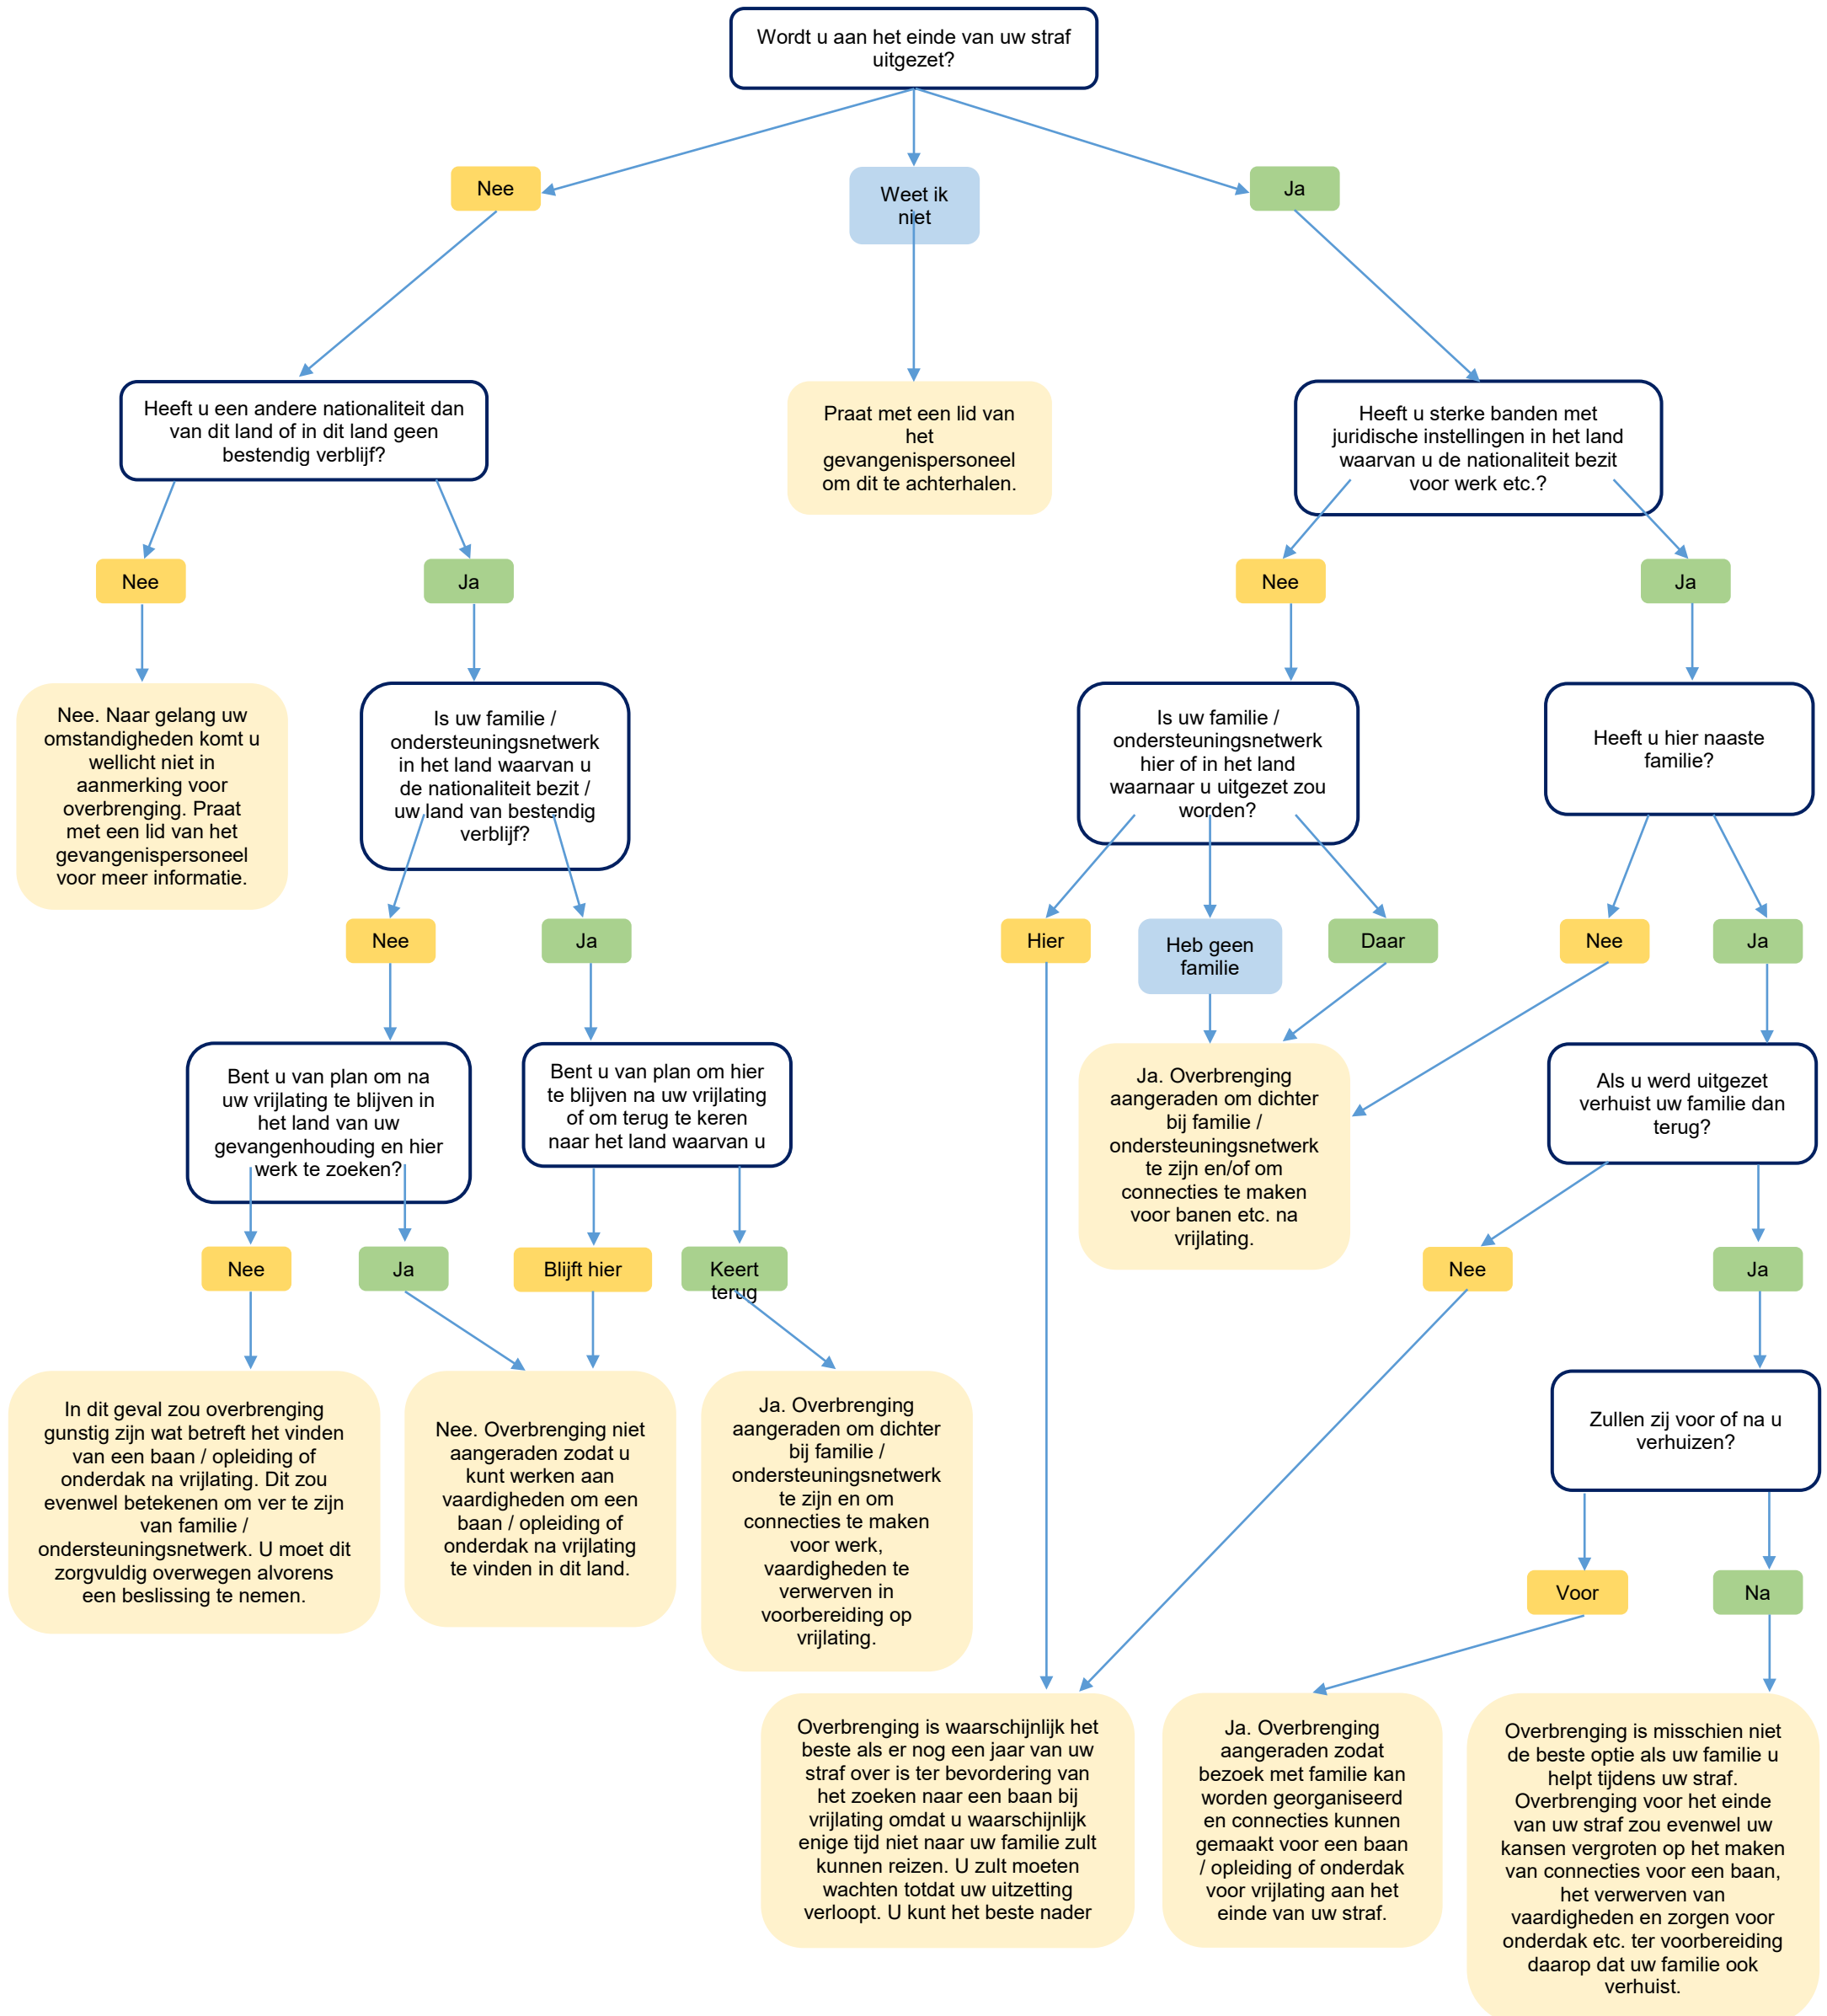 Wordt u aan het einde van uw straf
uitgezet?
Nee
Weet ik
niet
Ja
Heeft u een andere nationaliteit dan
van dit land of in dit land geen
bestendig verblijf?
Praat met een lid van
het
gevangenispersoneel
om dit te achterhalen.
Heeft u sterke banden met
juridische instellingen in het land
waarvan u de nationaliteit bezit
voor werk etc.?
Nee
Ja
Nee
Ja
Nee. Naar gelang uw
omstandigheden komt u
wellicht niet in
aanmerking voor
overbrenging. Praat
met een lid van het
gevangenispersoneel
voor meer informatie.
Is uw familie /
ondersteuningsnetwerk
in het land waarvan u
de nationaliteit bezit /
uw land van bestendig
verblijf?
Is uw familie /
ondersteuningsnetwerk
hier of in het land
waarnaar u uitgezet zou
worden?
Heeft u hier naaste
familie?
Nee
Ja
Hier
Heb geen
familie
Daar
Nee
Ja
Bent u van plan om na
uw vrijlating te blijven in
het land van uw
gevangenhouding en hier
werk te zoeken?
Bent u van plan om hier
te blijven na uw vrijlating
of om terug te keren
naar het land waarvan u
Ja. Overbrenging
aangeraden om dichter
bij familie /
ondersteuningsnetwerk
te zijn en/of om
connecties te maken
voor banen etc. na
vrijlating.
Als u werd uitgezet
verhuist uw familie dan
terug?
Nee
Ja
Blijft hier
Keert
terug
Nee
Ja
In dit geval zou overbrenging
gunstig zijn wat betreft het vinden
van een baan / opleiding of
onderdak na vrijlating. Dit zou
evenwel betekenen om ver te zijn
van familie /
ondersteuningsnetwerk. U moet dit
zorgvuldig overwegen alvorens
een beslissing te nemen.
Nee. Overbrenging niet
aangeraden zodat u
kunt werken aan
vaardigheden om een
baan / opleiding of
onderdak na vrijlating
te vinden in dit land.
Ja. Overbrenging
aangeraden om dichter
bij familie /
ondersteuningsnetwerk
te zijn en om
connecties te maken
voor werk,
vaardigheden te
verwerven in
voorbereiding op
vrijlating.
Zullen zij voor of na u
verhuizen?
Voor
Na
Overbrenging is waarschijnlijk het
beste als er nog een jaar van uw
straf over is ter bevordering van
het zoeken naar een baan bij
vrijlating omdat u waarschijnlijk
enige tijd niet naar uw familie zult
kunnen reizen. U zult moeten
wachten totdat uw uitzetting
verloopt. U kunt het beste nader
Ja. Overbrenging
aangeraden zodat
bezoek met familie kan
worden georganiseerd
en connecties kunnen
gemaakt voor een baan
/ opleiding of onderdak
voor vrijlating aan het
einde van uw straf.
Overbrenging is misschien niet
de beste optie als uw familie u
helpt tijdens uw straf.
Overbrenging voor het einde
van uw straf zou evenwel uw
kansen vergroten op het maken
van connecties voor een baan,
het verwerven van
vaardigheden en zorgen voor
onderdak etc. ter voorbereiding
daarop dat uw familie ook
verhuist.